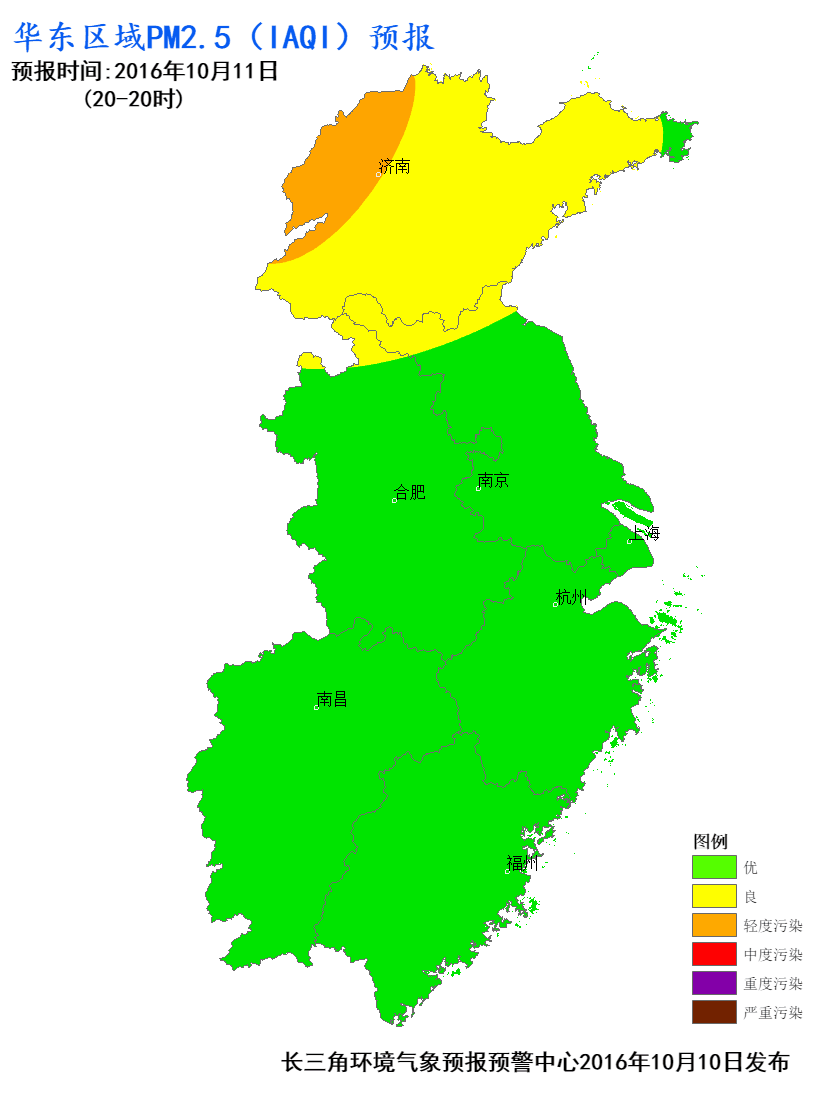 华东区域PM2.5（IAQI）预报
预报时间:2016年10月11日
(20-20时)
济南
南京
合肥
上海
杭州
南昌
福州
图例
优
良
轻度污染
中度污染
重度污染
严重污染
长三角环境气象预报预警中心2016年10月10日发布